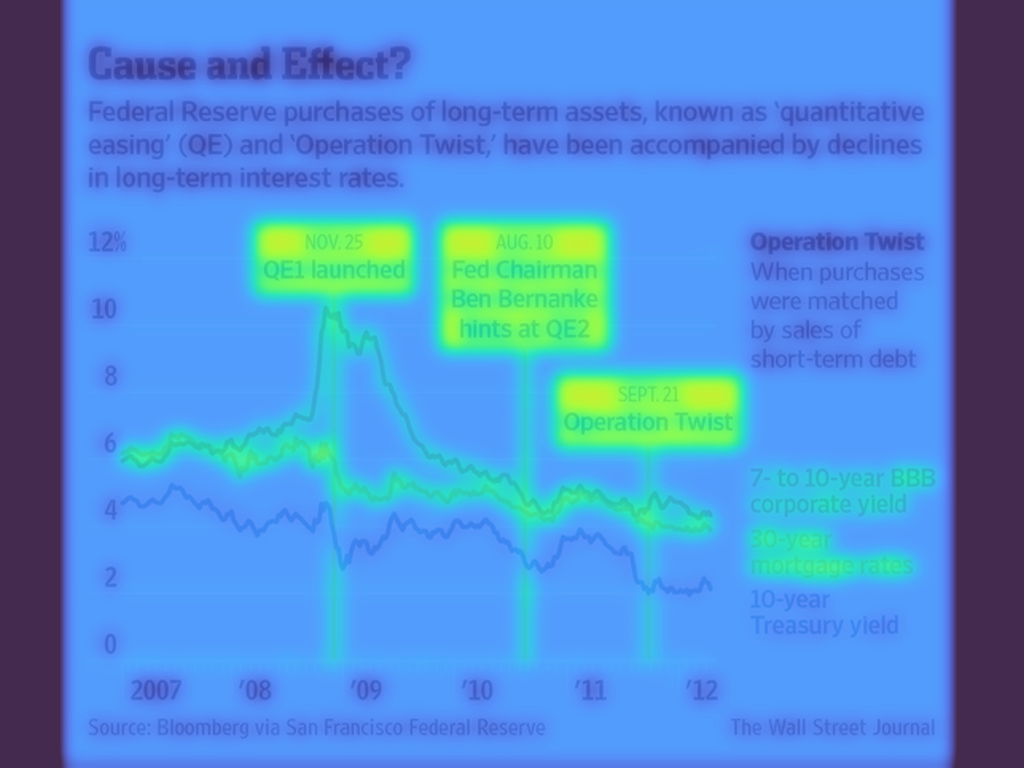 Cause and Effect?
Federal Reserve purchases of long-term assets, known as ‘quantitative
easing’ (QE) and ‘Operation Twist,’ have been accompanied by declines
in long-term interest rates.
12%
10
8
6
4
2
0
NOV. 25
QE1 launched
AUG. 10
Fed Chairman
Ben Bernanke
hints at QE2
SEPT. 21
Operation Twist
Operation Twist
When purchases
were matched
by sales of
short-term debt
7- to 10-year BBB
corporate yield
30-year
mortgage rates
10-year
Treasury yield
2007 ’08 ’09 ’10 ’11 ’12
Source: Bloomberg via San Francisco Federal Reserve
The Wall Street Journal